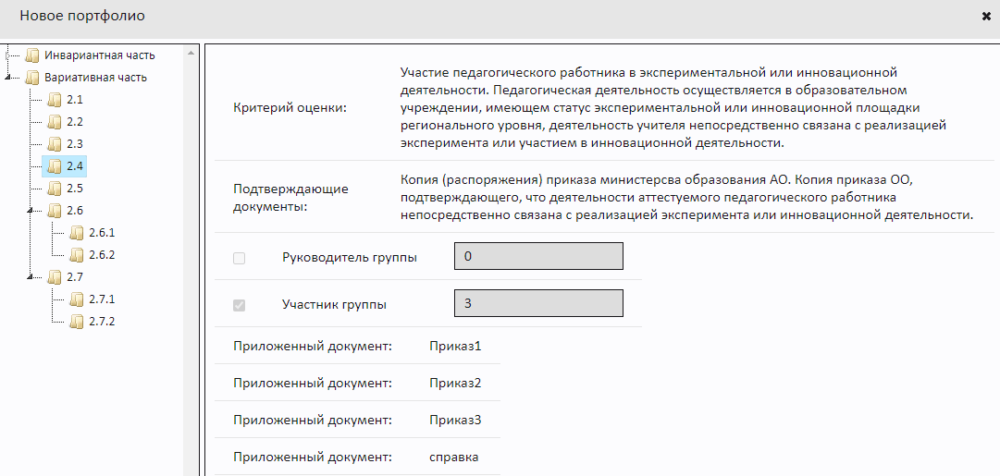 Новое портфолио
Инвариантная часть
Вариативная часть
2.1
2.2
2.3
2.4
2.5
2.6
2.6.1
2.6.2
2.7
2.7.1
2.7.2
Критерий оценки:
Участие педагогического работника в экспериментальной или инновационной
деятельности. Педагогическая деятельность осуществляется в образовательном
учреждении, имеющем статус экспериментальной или инновационной площадки
регионального уровня, деятельность учителя непосредственно связана с реализацией
эксперимента или участием в инновационной деятельности.
Подтверждающие
документы:
Копия (распоряжения) приказа министерсва образования АО. Копия приказа ОО,
подтверждающего, что деятельности аттестуемого педагогического работника
непосредственно связана с реализацией эксперимента или инновационной деятельности.
Руководитель группы 0
Участник группы 3
Приложенный документ: Приказ1
Приложенный документ: Приказ2
Приложенный документ: Приказ3
Приложенный документ: справка